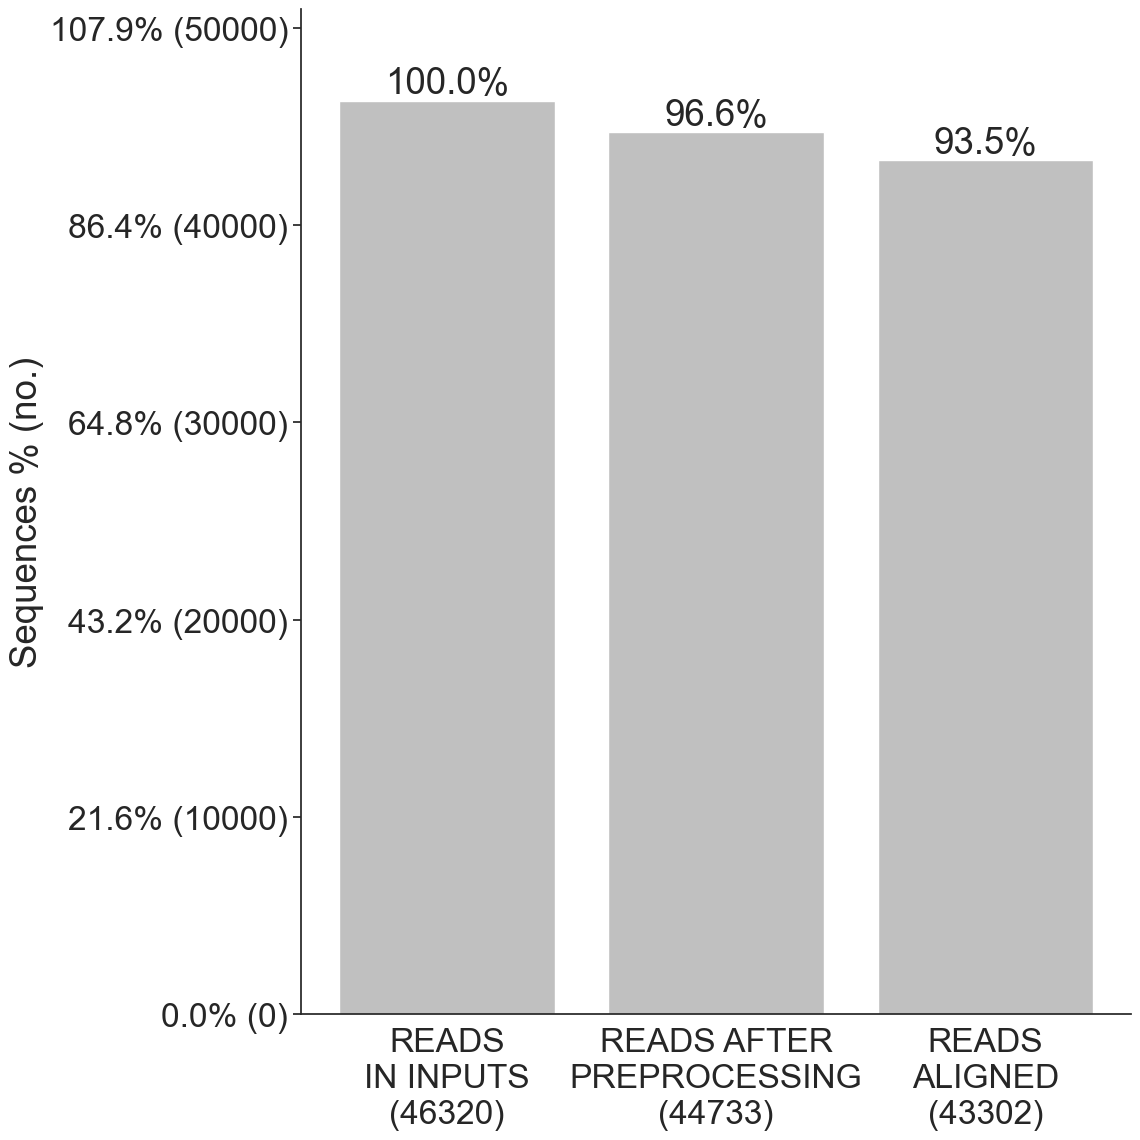 107.9% (50000)
100.0%
96.6%
93.5%
86.4% (40000)
64.8% (30000)
Sequences % (no.)
43.2% (20000)
21.6% (10000)
0.0% (0)
READS
IN INPUTS
(46320)
READS AFTER
PREPROCESSING
(44733)
READS
ALIGNED
(43302)